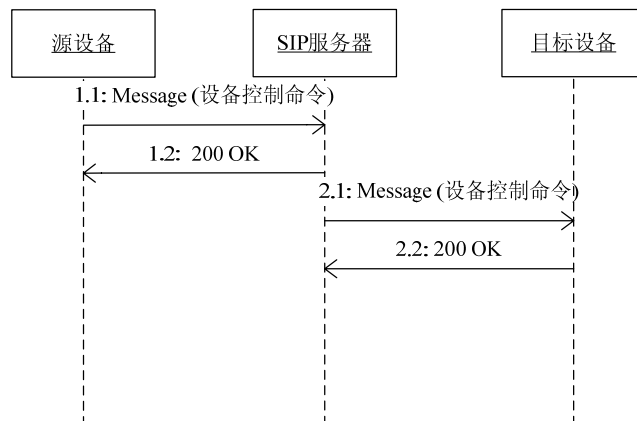 源设备
SIP服务器
目标设备
1.1: Message (设备控制命令)
1.2: 200 OK
2.1: Message (设备控制命令)
2.2: 200 OK